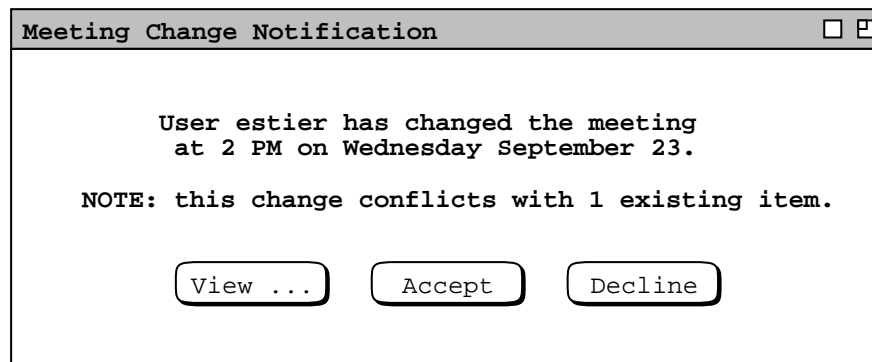 Meeting Change Notification
User estier has changed the meeting
at 2 PM on Wednesday September 23.
NOTE: this change conflicts with 1 existing item.
View ... Accept Decline